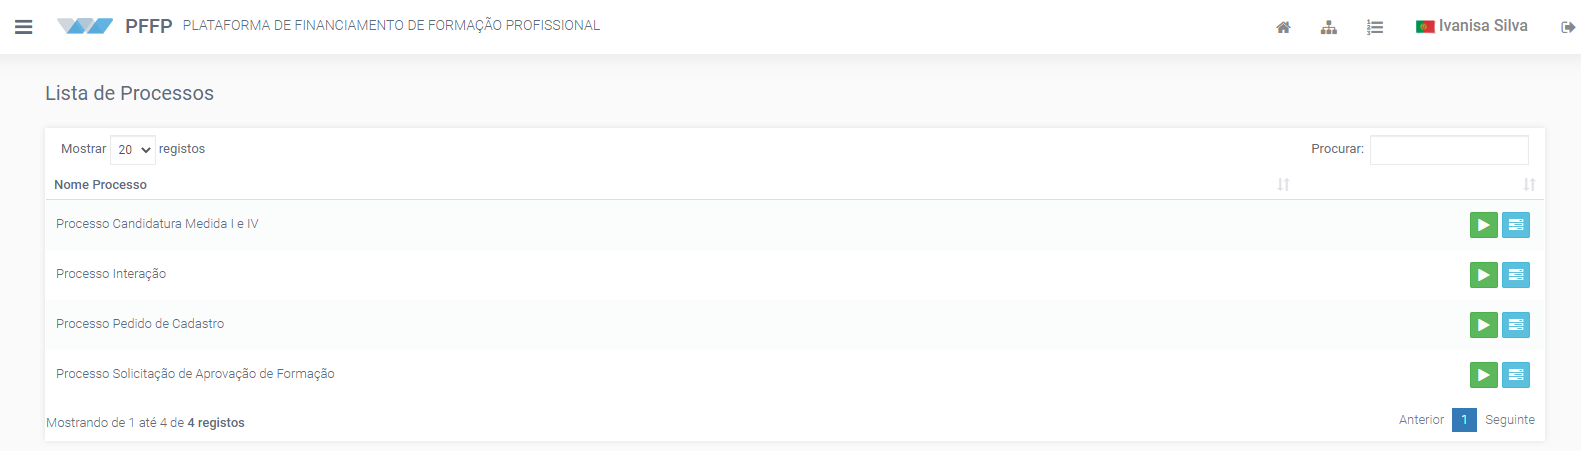 PFFP PLATAFORMA DE FINANCIAMENTO DE FORMAÇÃO PROFISSIONAL
Ivanisa Silva
Lista de Processos
Mostrar 20 registos
Procurar:
Nome Processo
Processo Candidatura Medida I e IV
Processo Interação
Processo Pedido de Cadastro
Processo Solicitação de Aprovação de Formação
Mostrando de 1 até 4 de 4 registos
Anterior 1 Seguinte